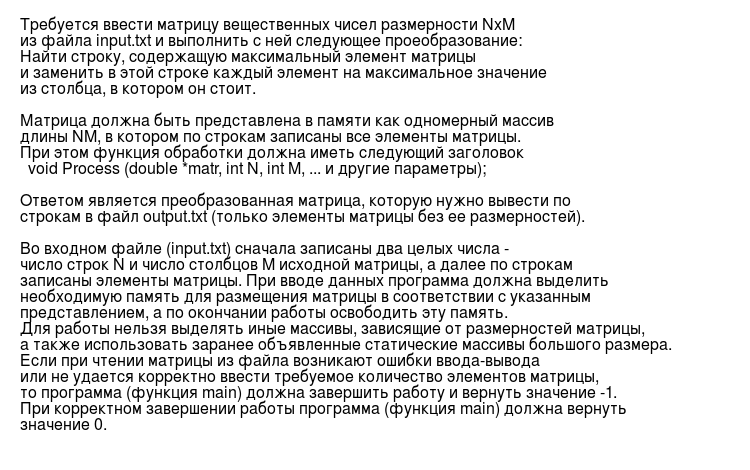 Требуется ввести матрицу вещественных чисел размерности NxM
из файла input.txt и выполнить с ней следующее проеобразование:
Найти строку, содержащую максимальный элемент матрицы
и заменить в этой строке каждый элемент на максимальное значение
из столбца, в котором он стоит.
Матрица должна быть представлена в памяти как одномерный массив
длины NM, в котором по строкам записаны все элементы матрицы.
При этом функция обработки должна иметь следующий заголовок
void Process (double *matr, int N, int M, ... и другие параметры);
Ответом является преобразованная матрица, которую нужно вывести по
строкам в файл output.txt (только элементы матрицы без ее размерностей).
Во входном файле (input.txt) сначала записаны два целых числа -
число строк N и число столбцов M исходной матрицы, а далее по строкам
записаны элементы матрицы. При вводе данных программа должна выделить
необходимую память для размещения матрицы в соответствии с указанным
представлением, а по окончании работы освободить эту память.
Для работы нельзя выделять иные массивы, зависящие от размерностей матрицы,
а также использовать заранее объявленные статические массивы большого размера.
Если при чтении матрицы из файла возникают ошибки ввода-вывода
или не удается корректно ввести требуемое количество элементов матрицы,
то программа (функция main) должна завершить работу и вернуть значение -1.
При корректном завершении работы программа (функция main) должна вернуть
значение 0.